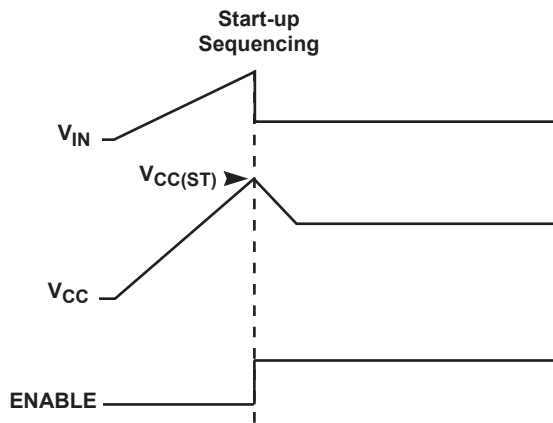 Start-up
Sequencing
VIN
VCC(ST)
VCC
ENABLE